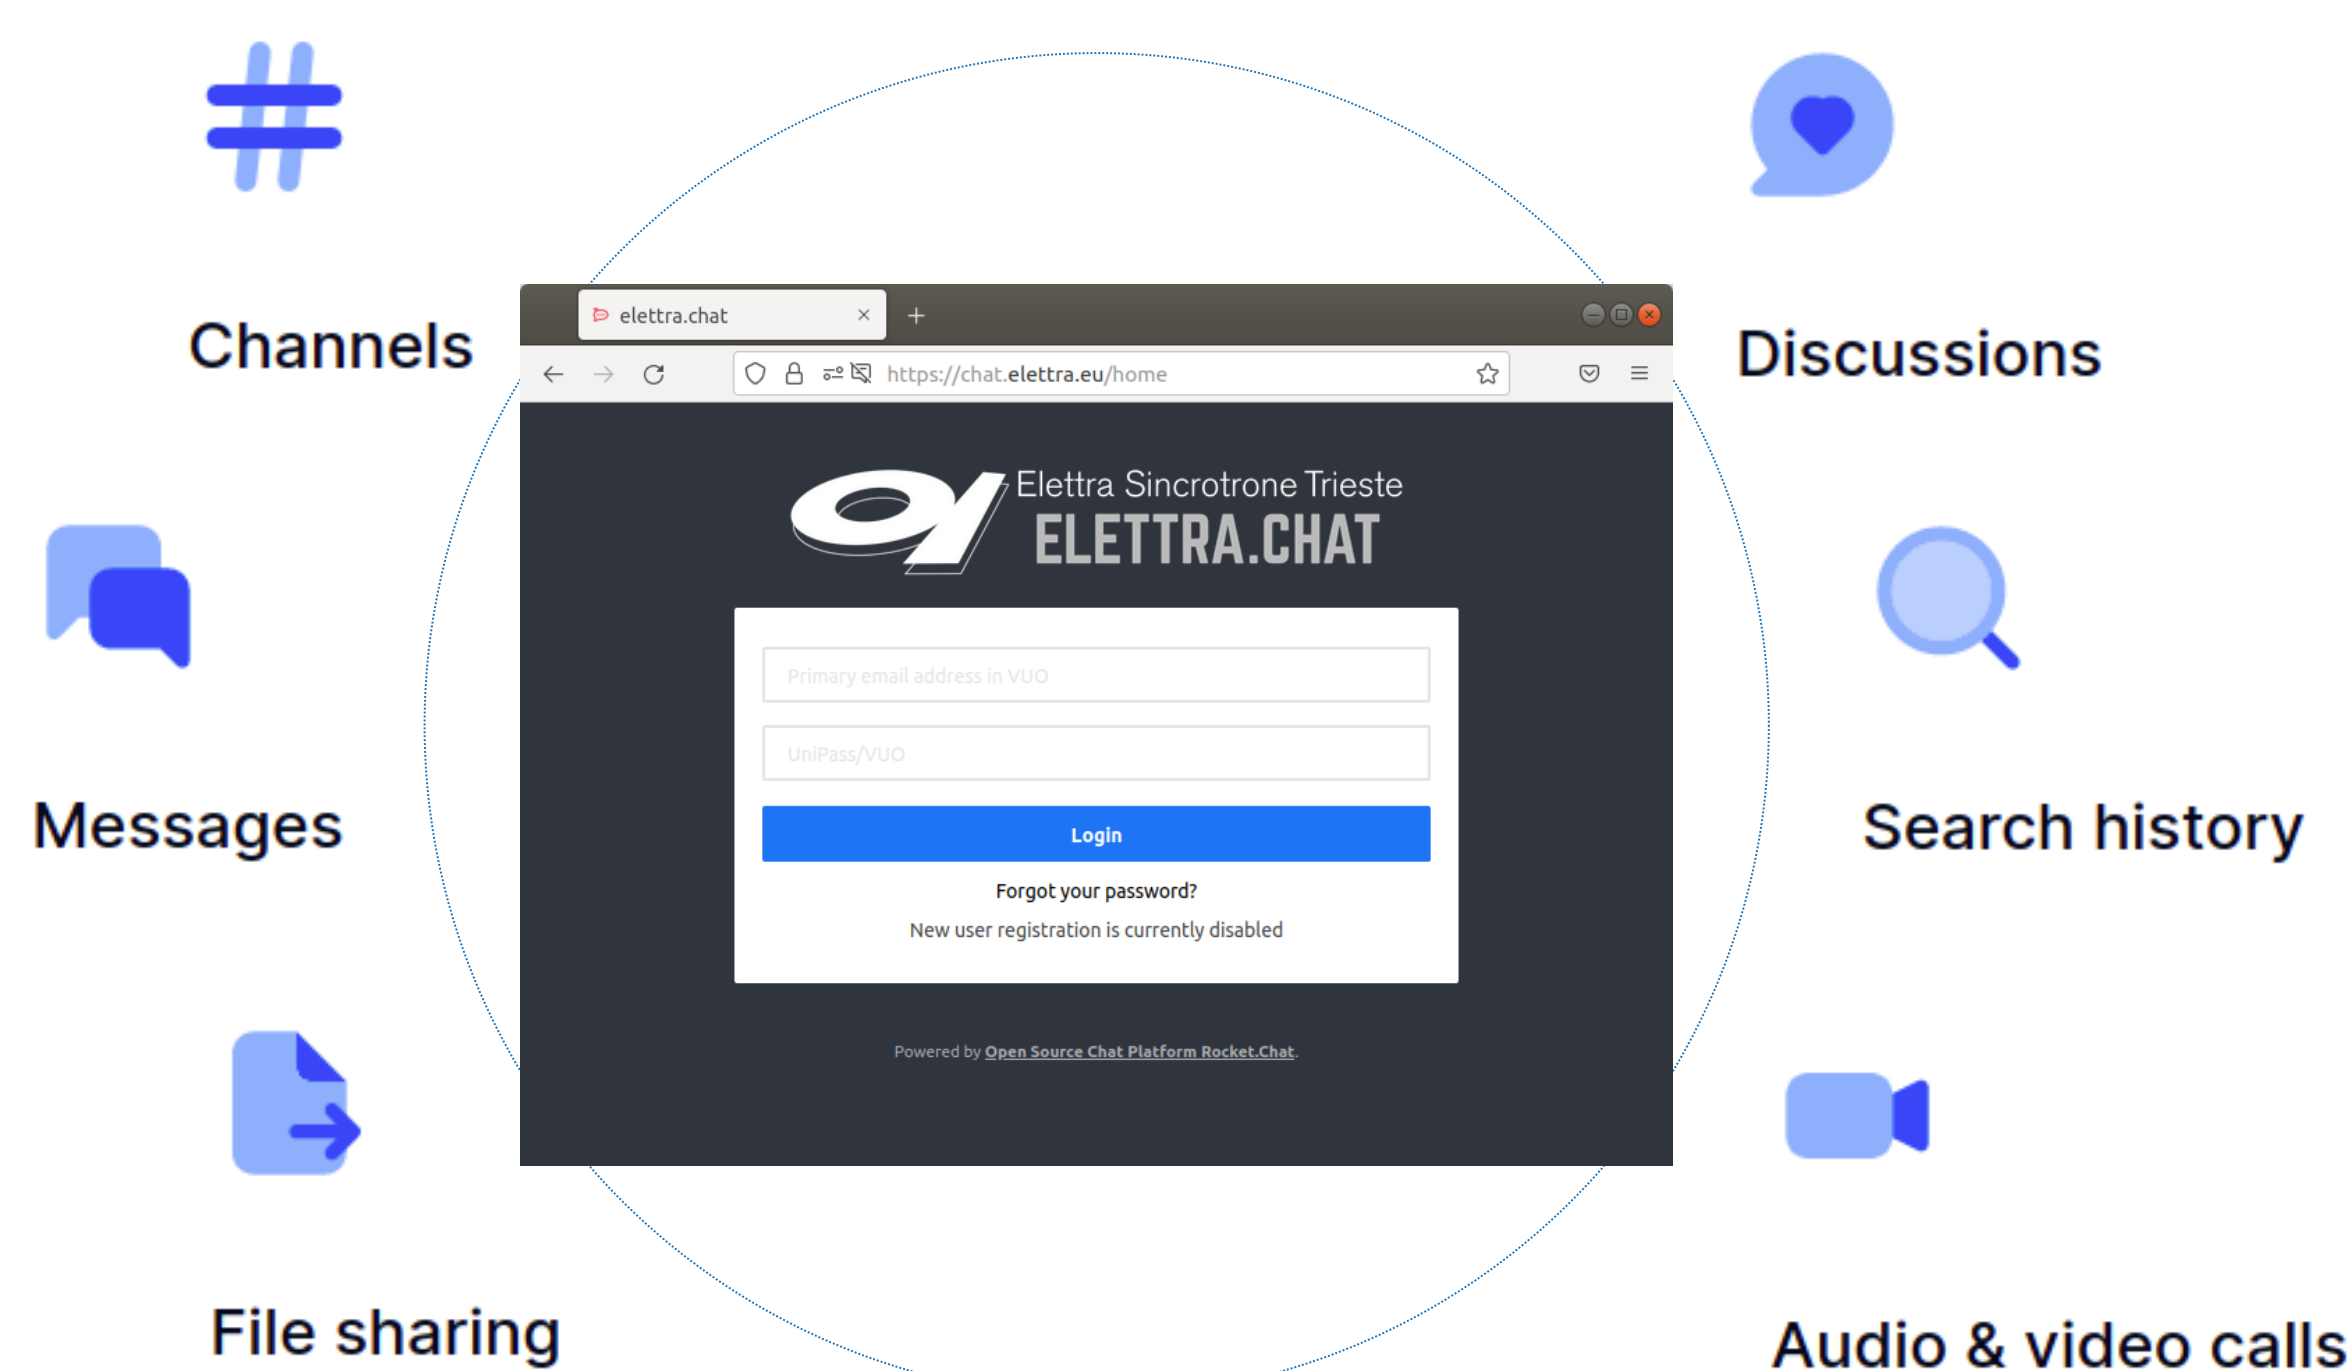 Channels
Messages
File sharing
elettra.chat
https://chat.elettra.eu/home
Elettra Sincrotrone Trieste
ELETTRA.CHAT
Primary email address in VUO
UniPass/VUO
Login
Forgot your password?
New user registration is currently disabled
Powered by Open Source Chat Platform Rocket.Chat.
Discussions
Search history
Audio & video calls